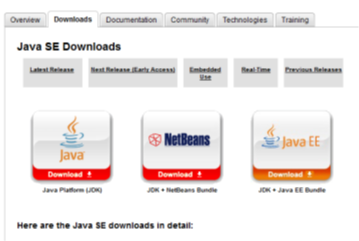 Overview Downloads Documentation Community Technologies Training
Java SE Downloads
Latest Release Next Release (Early Access) Embedded Use Real-Time Previous Releases
Java NetBeans Java EE
Download Download Download
Java Platform (JDK) JDK + NetBeans Bundle JDK + Java EE Bundle
Here are the Java SE downloads in detail: